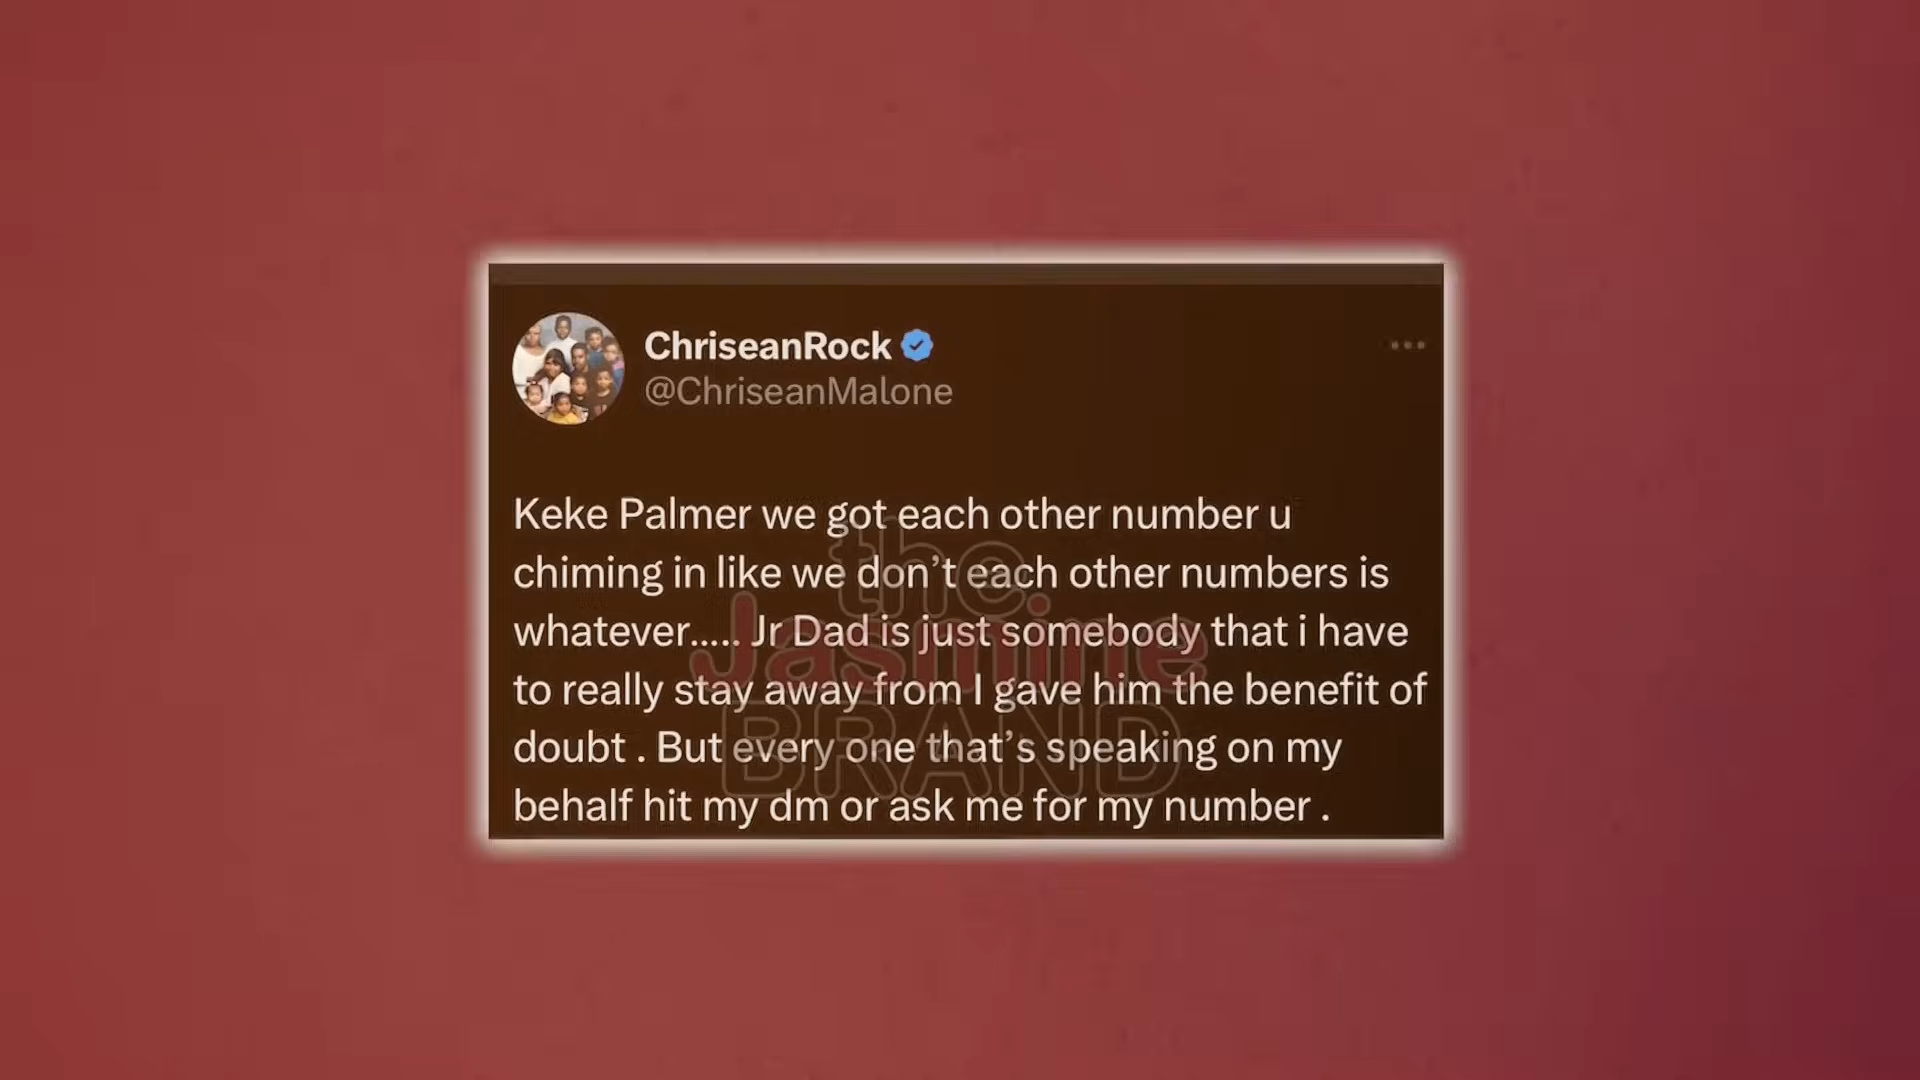 ChriseanRock
@ChriseanMalone
Keke Palmer we got each other number u
chiming in like we don’t each other numbers is
whatever..... Jr Dad is just somebody that i have
to really stay away from I gave him the benefit of
doubt . But every one that’s speaking on my
behalf hit my dm or ask me for my number .
the
Jasmine
BRAND